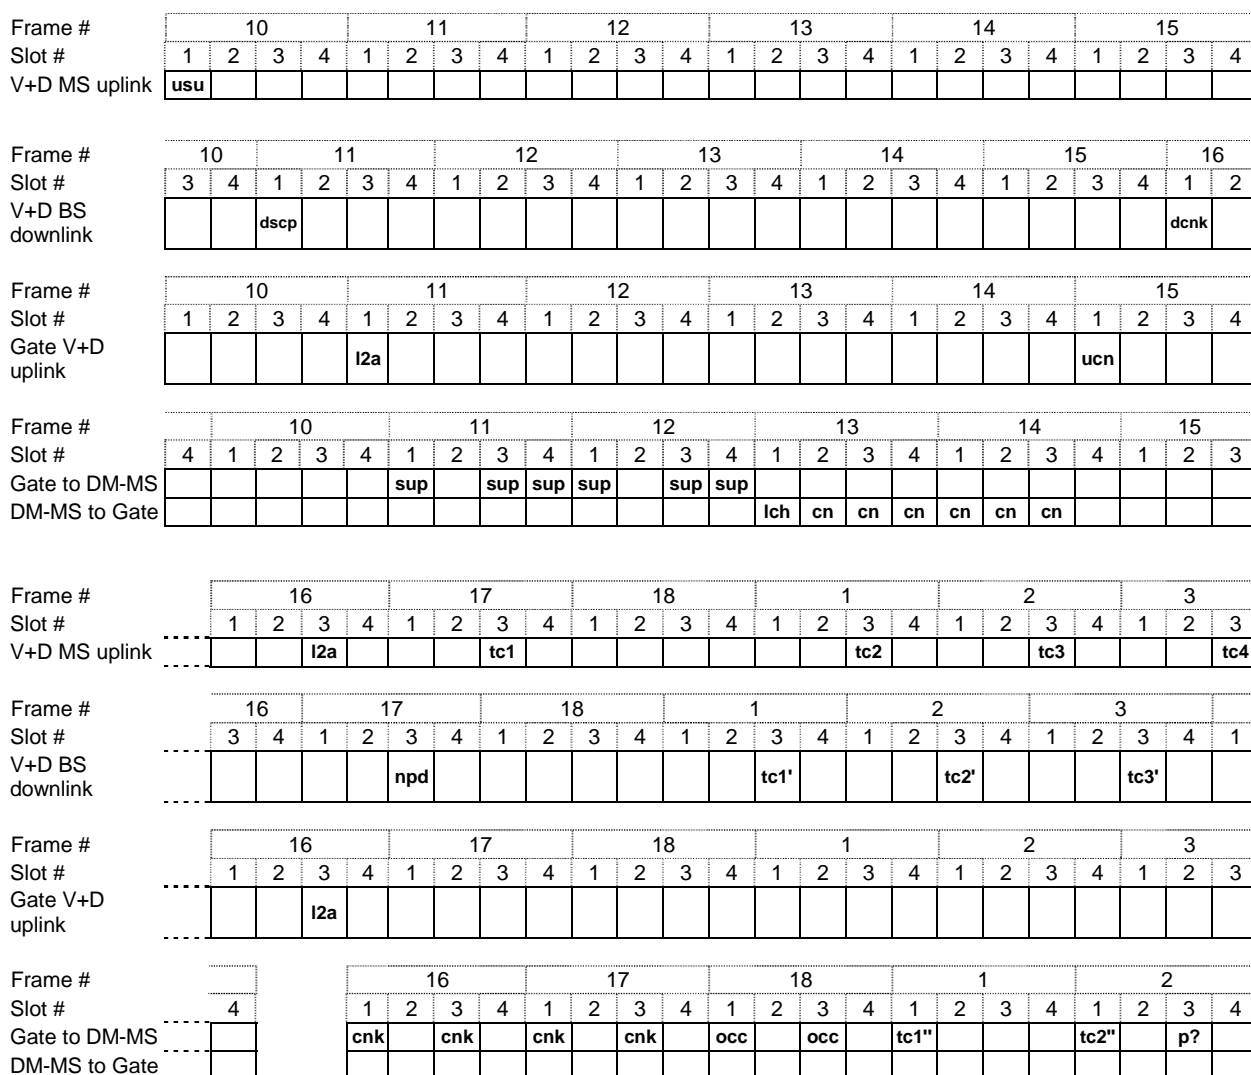 Frame # 10 11 12 13 14 15
Slot # 1 2 3 4 1 2 3 4 1 2 3 4 1 2 3 4 1 2 3 4 1 2 3 4
V+D MS uplink usu
Frame # 10 11 12 13 14 15 16
Slot # 3 4 1 2 3 4 1 2 3 4 1 2 3 4 1 2 3 4 1 2 3 4 1 2
V+D BS
downlink
dscp dcnk
Frame # 10 11 12 13 14 15
Slot # 1 2 3 4 1 2 3 4 1 2 3 4 1 2 3 4 1 2 3 4 1 2 3 4
Gate V+D
uplink
l2a ucn
Frame # 10 11 12 13 14 15
Slot # 4 1 2 3 4 1 2 3 4 1 2 3 4 1 2 3 4 1 2 3 4 1 2 3
Gate to DM-MS sup sup sup sup sup sup
DM-MS to Gate lch cn cn cn cn cn cn
Frame # 16 17 18 1 2 3
Slot # 1 2 3 4 1 2 3 4 1 2 3 4 1 2 3 4 1 2 3 4 1 2 3
V+D MS uplink l2a tc1 tc2 tc3 tc4
Frame # 16 17 18 1 2 3
Slot # 3 4 1 2 3 4 1 2 3 4 1 2 3 4 1 2 3 4 1 2 3 4 1
V+D BS
downlink
npd tc1' tc2' tc3'
Frame # 16 17 18 1 2 3
Slot # 1 2 3 4 1 2 3 4 1 2 3 4 1 2 3 4 1 2 3 4 1 2 3
Gate V+D
uplink
l2a
Frame # 16 17 18 1 2
Slot # 4 1 2 3 4 1 2 3 4 1 2 3 4 1 2 3 4 1 2 3 4
Gate to DM-MS cnk cnk cnk cnk occ occ tc1" tc2" p?
DM-MS to Gate